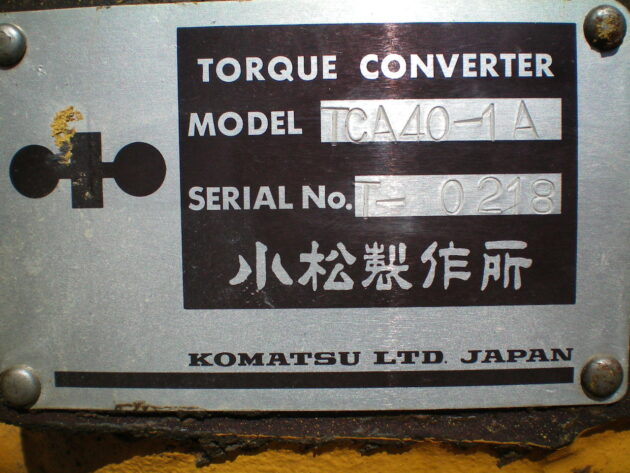 TORQUE CONVERTER
MODEL TCA40-1A
SERIAL No. T- 0218
小松製作所
KOMATSU LTD. JAPAN